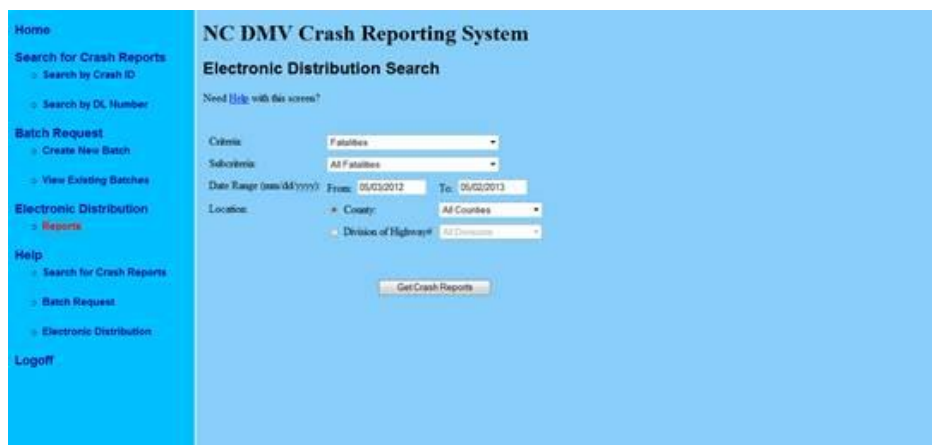 Home
Search for Crash Reports
Search by Crash ID
Search by DL Number
Batch Request
Create New Batch
View Existing Batches
Electronic Distribution
Reports
Help
Search for Crash Reports
Batch Request
Electronic Distribution
Logoff
NC DMV Crash Reporting System
Electronic Distribution Search
Need Help with this screen?
Criteria: Fatalities
Subcriteria: All Fatalities
Date Range (mm/dd/yyyy): From: 05/03/2012 To: 05/02/2013
Location: County: All Counties
Division of Highway# All Divisions
Get Crash Reports